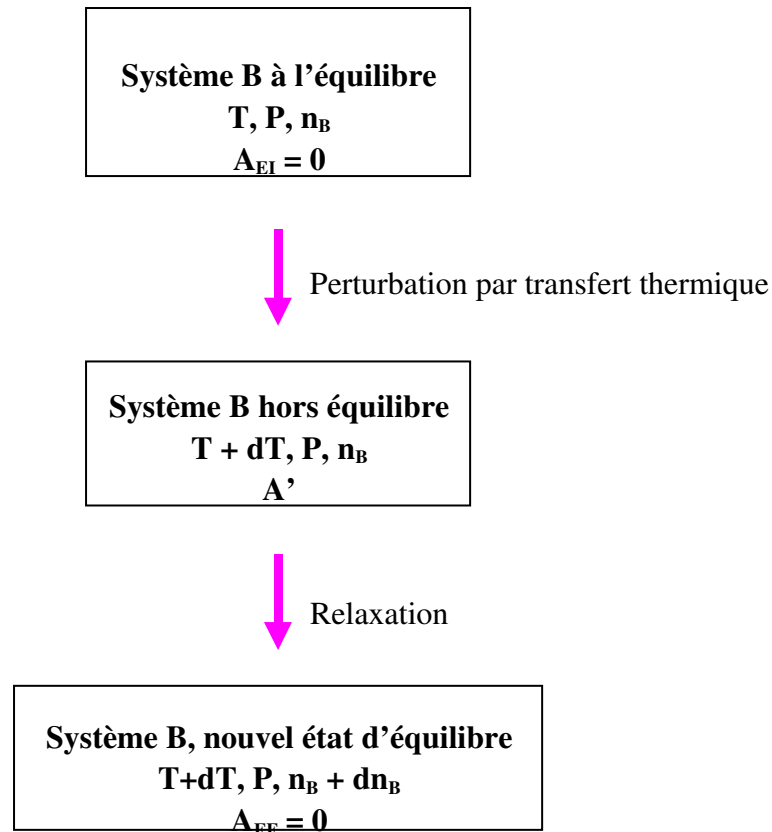 Système B à l’équilibre
T, P, nB
AEI = 0
Perturbation par transfert thermique
Système B hors équilibre
T + dT, P, nB
A’
Relaxation
Système B, nouvel état d’équilibre
T+dT, P, nB + dnB
AEF = 0